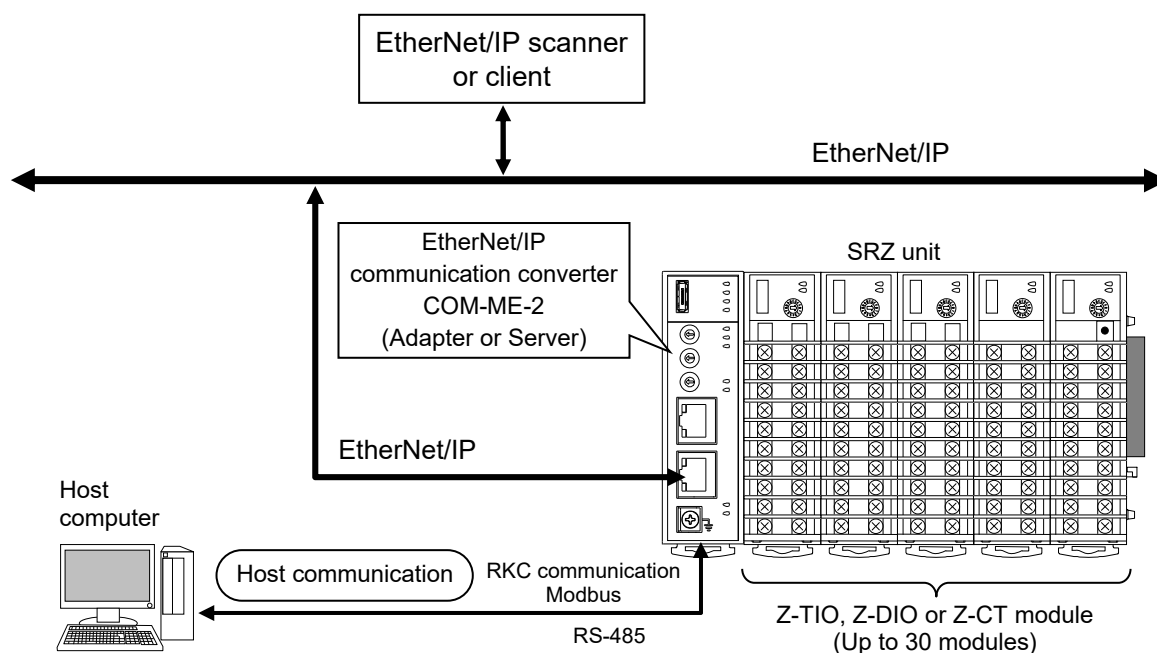 EtherNet/IP scanner
or client
EtherNet/IP
EtherNet/IP
communication converter
COM-ME-2
(Adapter or Server)
SRZ unit
EtherNet/IP
Host
computer
Host communication
RKC communication
Modbus
RS-485
Z-TIO, Z-DIO or Z-CT module
(Up to 30 modules)